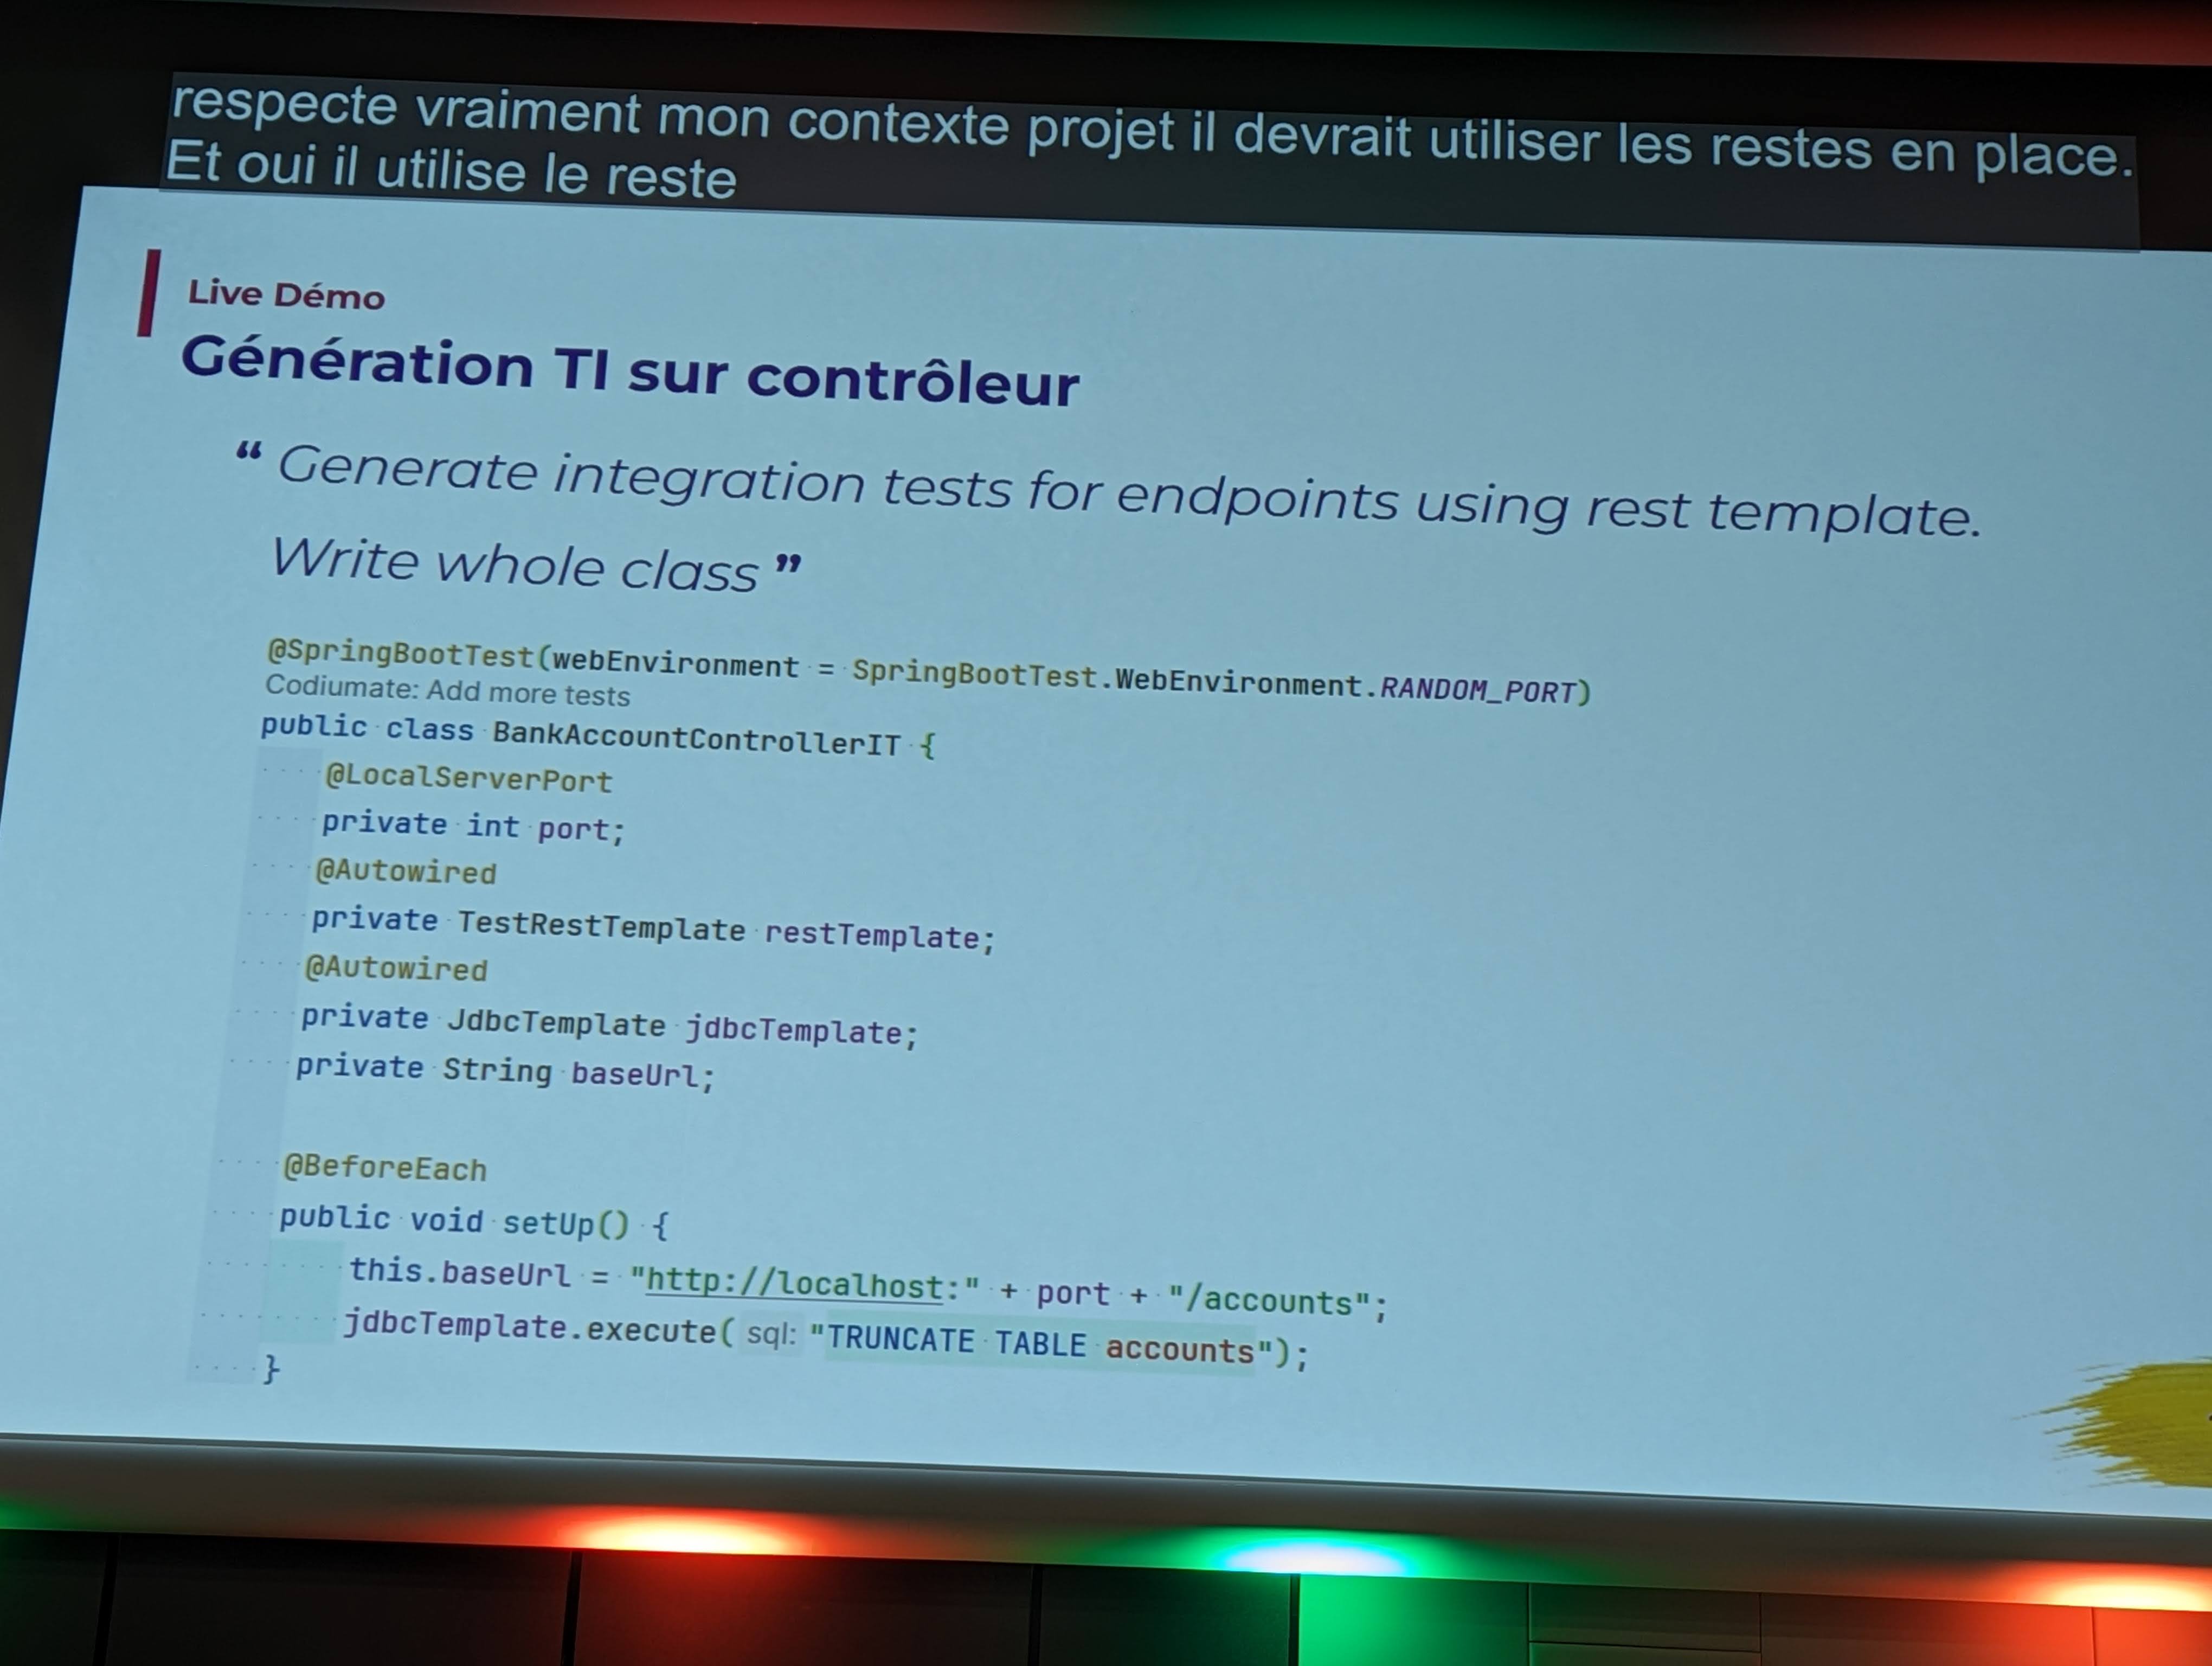 respecte vraiment mon contexte projet il devrait utiliser les restes en place.
Et oui il utilise le reste
Live Démo
Génération TI sur contrôleur
“ Generate integration tests for endpoints using rest template.
Write whole class ”
@SpringBootTest(webEnvironment = SpringBootTest.WebEnvironment.RANDOM_PORT)
Codiumate: Add more tests
public class BankAccountControllerIT {
@LocalServerPort
private int port;
@Autowired
private TestRestTemplate restTemplate;
@Autowired
private JdbcTemplate jdbcTemplate;
private String baseUrl;
@BeforeEach
public void setUp() {
this.baseUrl = "http://localhost:" + port + "/accounts";
jdbcTemplate.execute( sql: "TRUNCATE TABLE accounts");
}